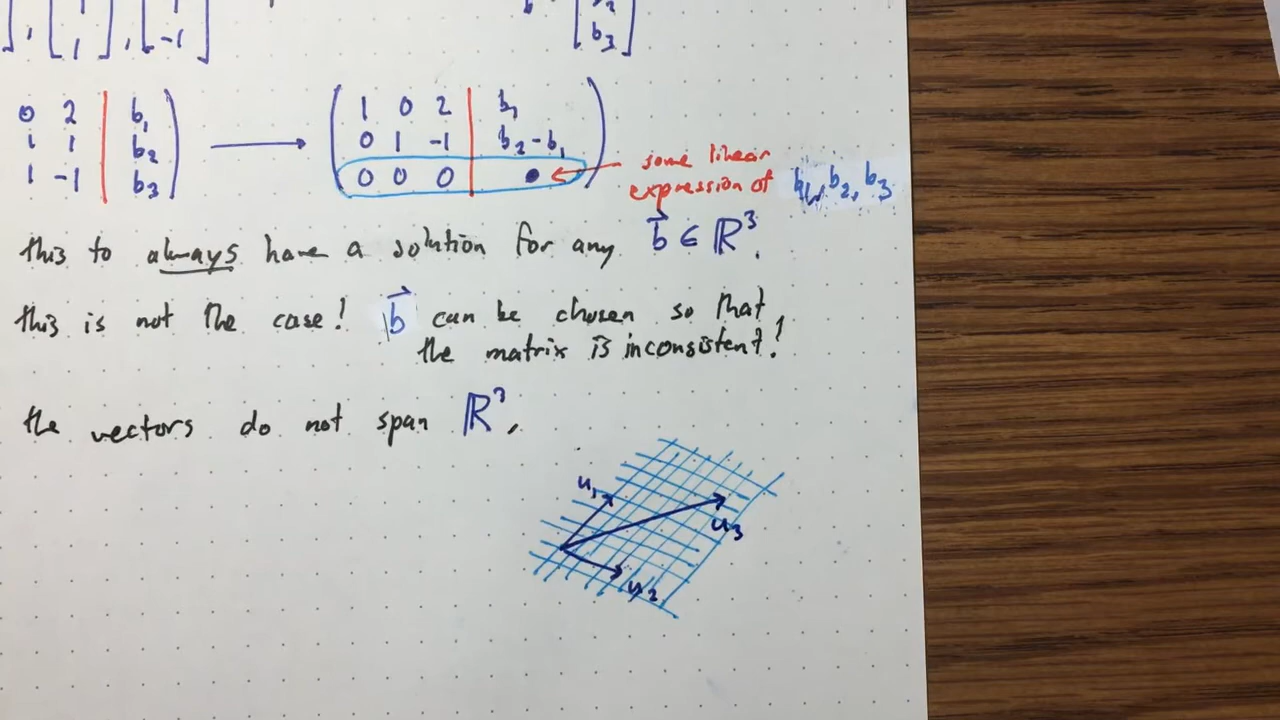 ], [ 1 ], [ -1 ]
[ b3 ]
0 2 | b1 ) → ( 1 0 2 | b1 )
1 1 | b2 ) ( 0 1 -1 | b2-b1 )
1 -1 | b3 ) ( 0 0 0 | • ) ← some linear expression of b1, b2, b3
this to always have a solution for any b⃗ ∈ ℝ³.
this is not the case! b⃗ can be chosen so that
the matrix is inconsistent!
the vectors do not span ℝ³.
u1
u3
u2